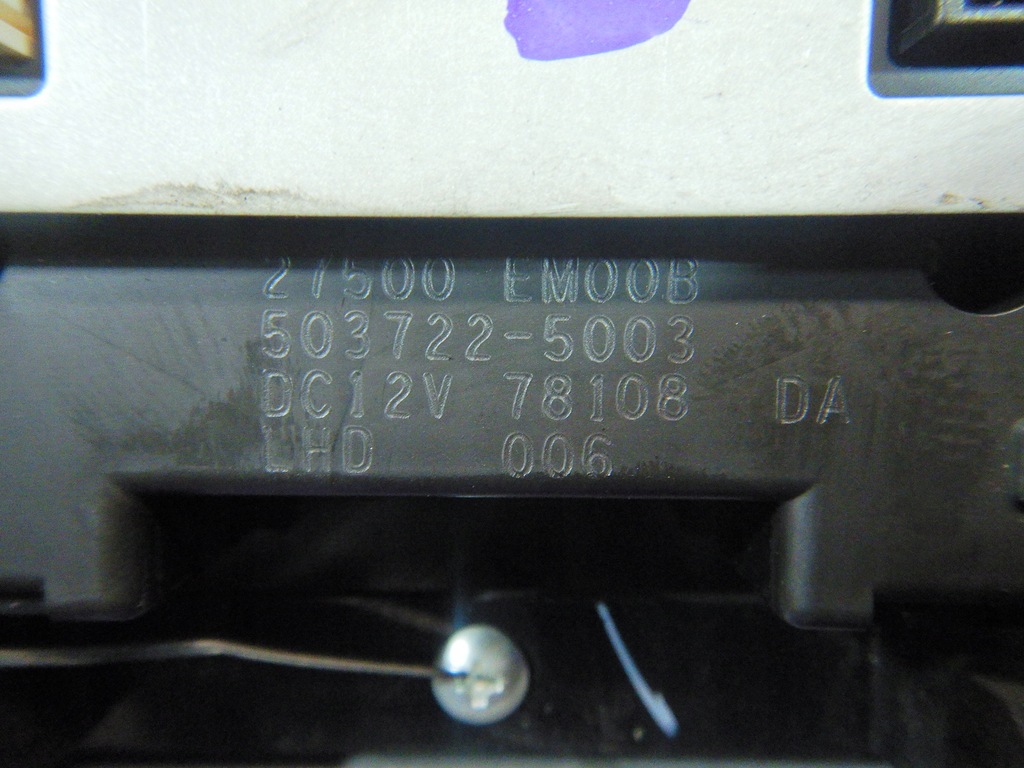 27500 EM00B
503722-5003
DC12V 78108 DA
LHD 006